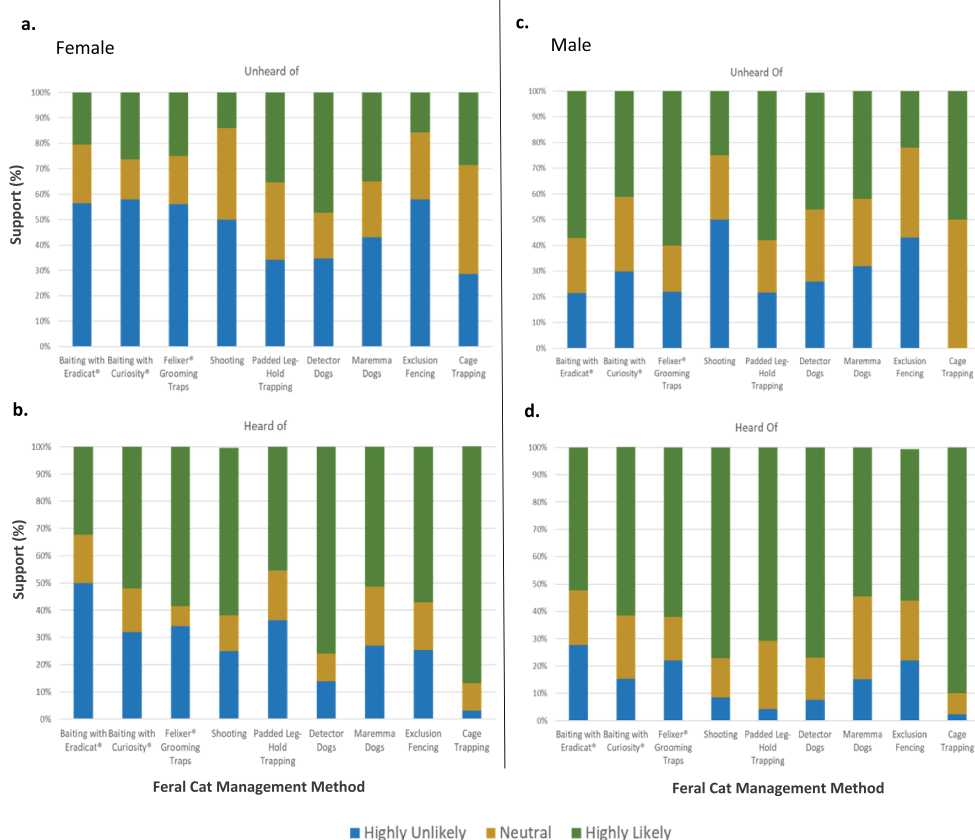 a.
Female
Unheard of
Support (%)
100%
90%
80%
70%
60%
50%
40%
30%
20%
10%
0%
Baiting with Eradicat®
Baiting with Curiosity®
Felixer® Grooming Traps
Shooting
Padded Leg-Hold Trapping
Detector Dogs
Maremma Dogs
Exclusion Fencing
Cage Trapping
b.
Heard of
Support (%)
100%
90%
80%
70%
60%
50%
40%
30%
20%
10%
0%
Baiting with Eradicat®
Baiting with Curiosity®
Felixer® Grooming Traps
Shooting
Padded Leg-Hold Trapping
Detector Dogs
Maremma Dogs
Exclusion Fencing
Cage Trapping
Feral Cat Management Method
c.
Male
Unheard Of
100%
90%
80%
70%
60%
50%
40%
30%
20%
10%
0%
Baiting with Eradicat®
Baiting with Curiosity®
Felixer® Grooming Traps
Shooting
Padded Leg-Hold Trapping
Detector Dogs
Maremma Dogs
Exclusion Fencing
Cage Trapping
d.
Heard Of
100%
90%
80%
70%
60%
50%
40%
30%
20%
10%
0%
Baiting with Eradicat®
Baiting with Curiosity®
Felixer® Grooming Traps
Shooting
Padded Leg-Hold Trapping
Detector Dogs
Maremma Dogs
Exclusion Fencing
Cage Trapping
Feral Cat Management Method
Highly Unlikely
Neutral
Highly Likely